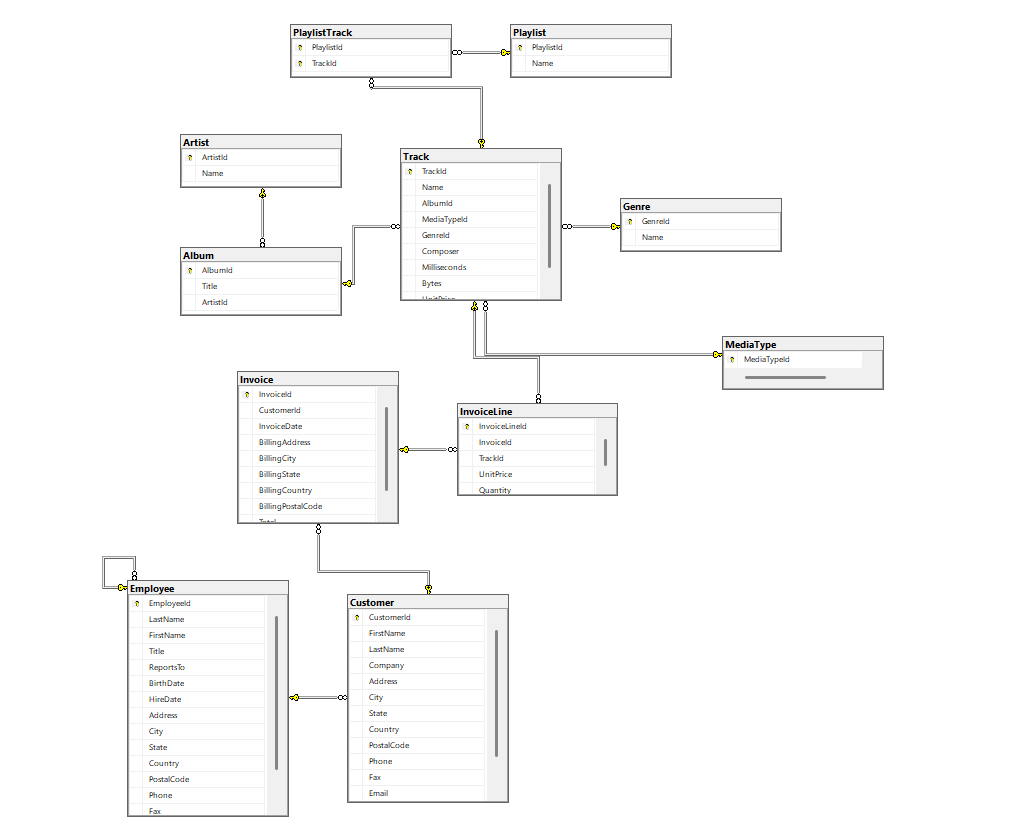 PlaylistTrack
PlaylistId
TrackId
Playlist
PlaylistId
Name
Artist
ArtistId
Name
Track
TrackId
Name
AlbumId
MediaTypeId
GenreId
Composer
Milliseconds
Bytes
UnitPrice
Genre
GenreId
Name
Album
AlbumId
Title
ArtistId
MediaType
MediaTypeId
Invoice
InvoiceId
CustomerId
InvoiceDate
BillingAddress
BillingCity
BillingState
BillingCountry
BillingPostalCode
Total
InvoiceLine
InvoiceLineId
InvoiceId
TrackId
UnitPrice
Quantity
Employee
EmployeeId
LastName
FirstName
Title
ReportsTo
BirthDate
HireDate
Address
City
State
Country
PostalCode
Phone
Fax
Customer
CustomerId
FirstName
LastName
Company
Address
City
State
Country
PostalCode
Phone
Fax
Email